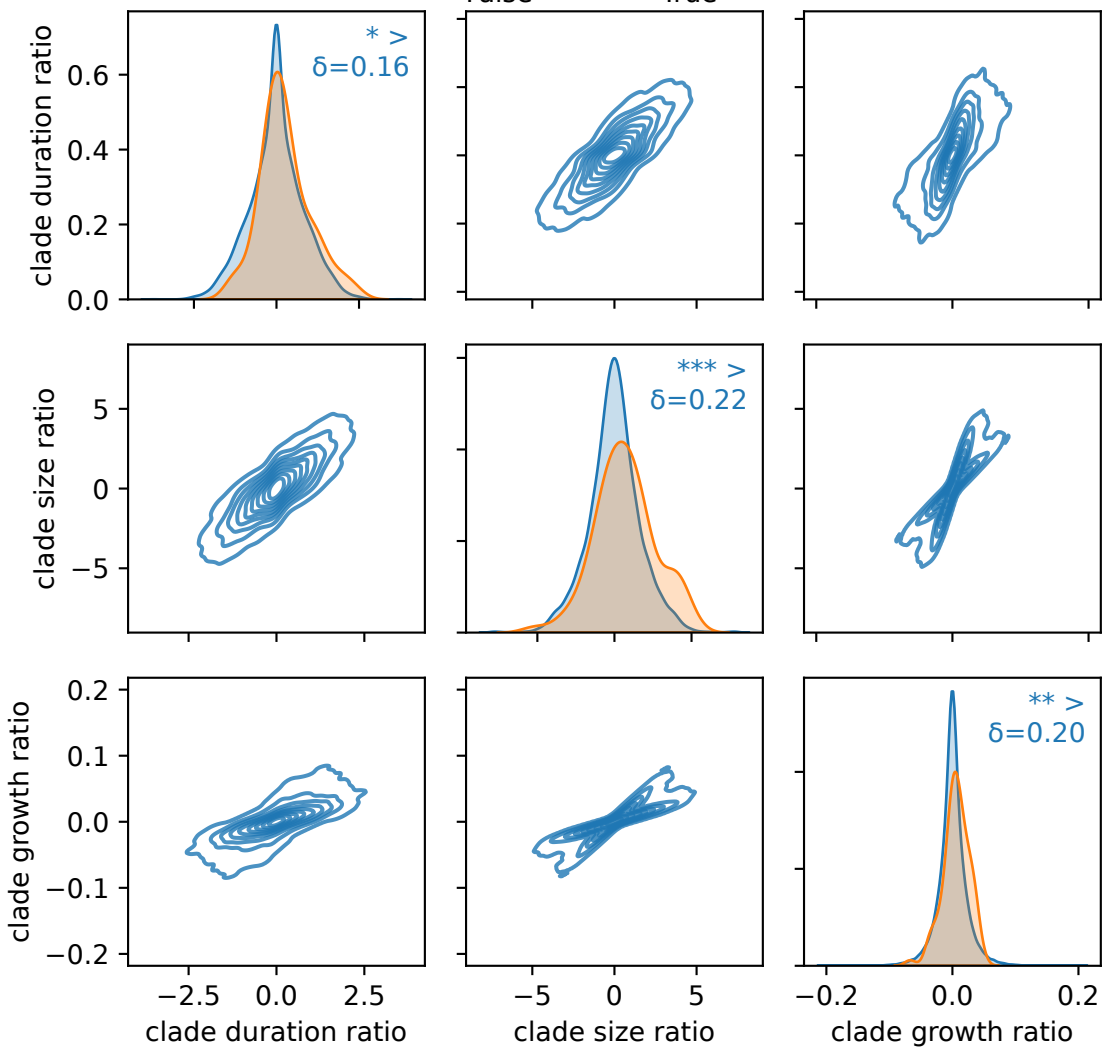 clade duration ratio
0.6
0.4
0.2
0.0
* >
δ=0.16
clade size ratio
5
0
−5
*** >
δ=0.22
clade growth ratio
0.2
0.1
0.0
−0.1
−0.2
** >
δ=0.20
−2.5 0.0 2.5
−5 0 5
−0.2 0.0 0.2
clade duration ratio
clade size ratio
clade growth ratio